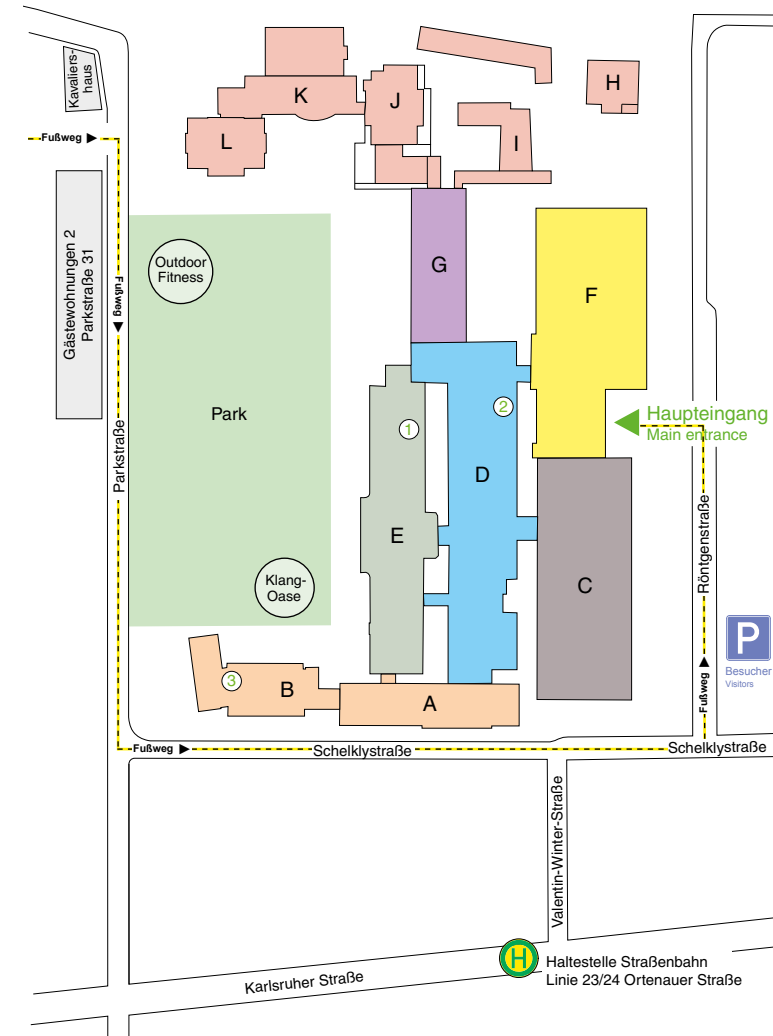 Kavaliers-
haus
K
J
H
L
I
Fußweg
Gästewohnungen 2
Parkstraße 31
Fußweg
Outdoor
Fitness
G
F
Park
1
2
Haupteingang
Main entrance
Parkstraße
D
E
C
Röntgenstraße
Klang-
Oase
P
Besucher
Visitors
3
B
A
Fußweg
Fußweg
Schelklystraße
Schelklystraße
Valentin-Winter-Straße
H
Haltestelle Straßenbahn
Linie 23/24 Ortenauer Straße
Karlsruher Straße